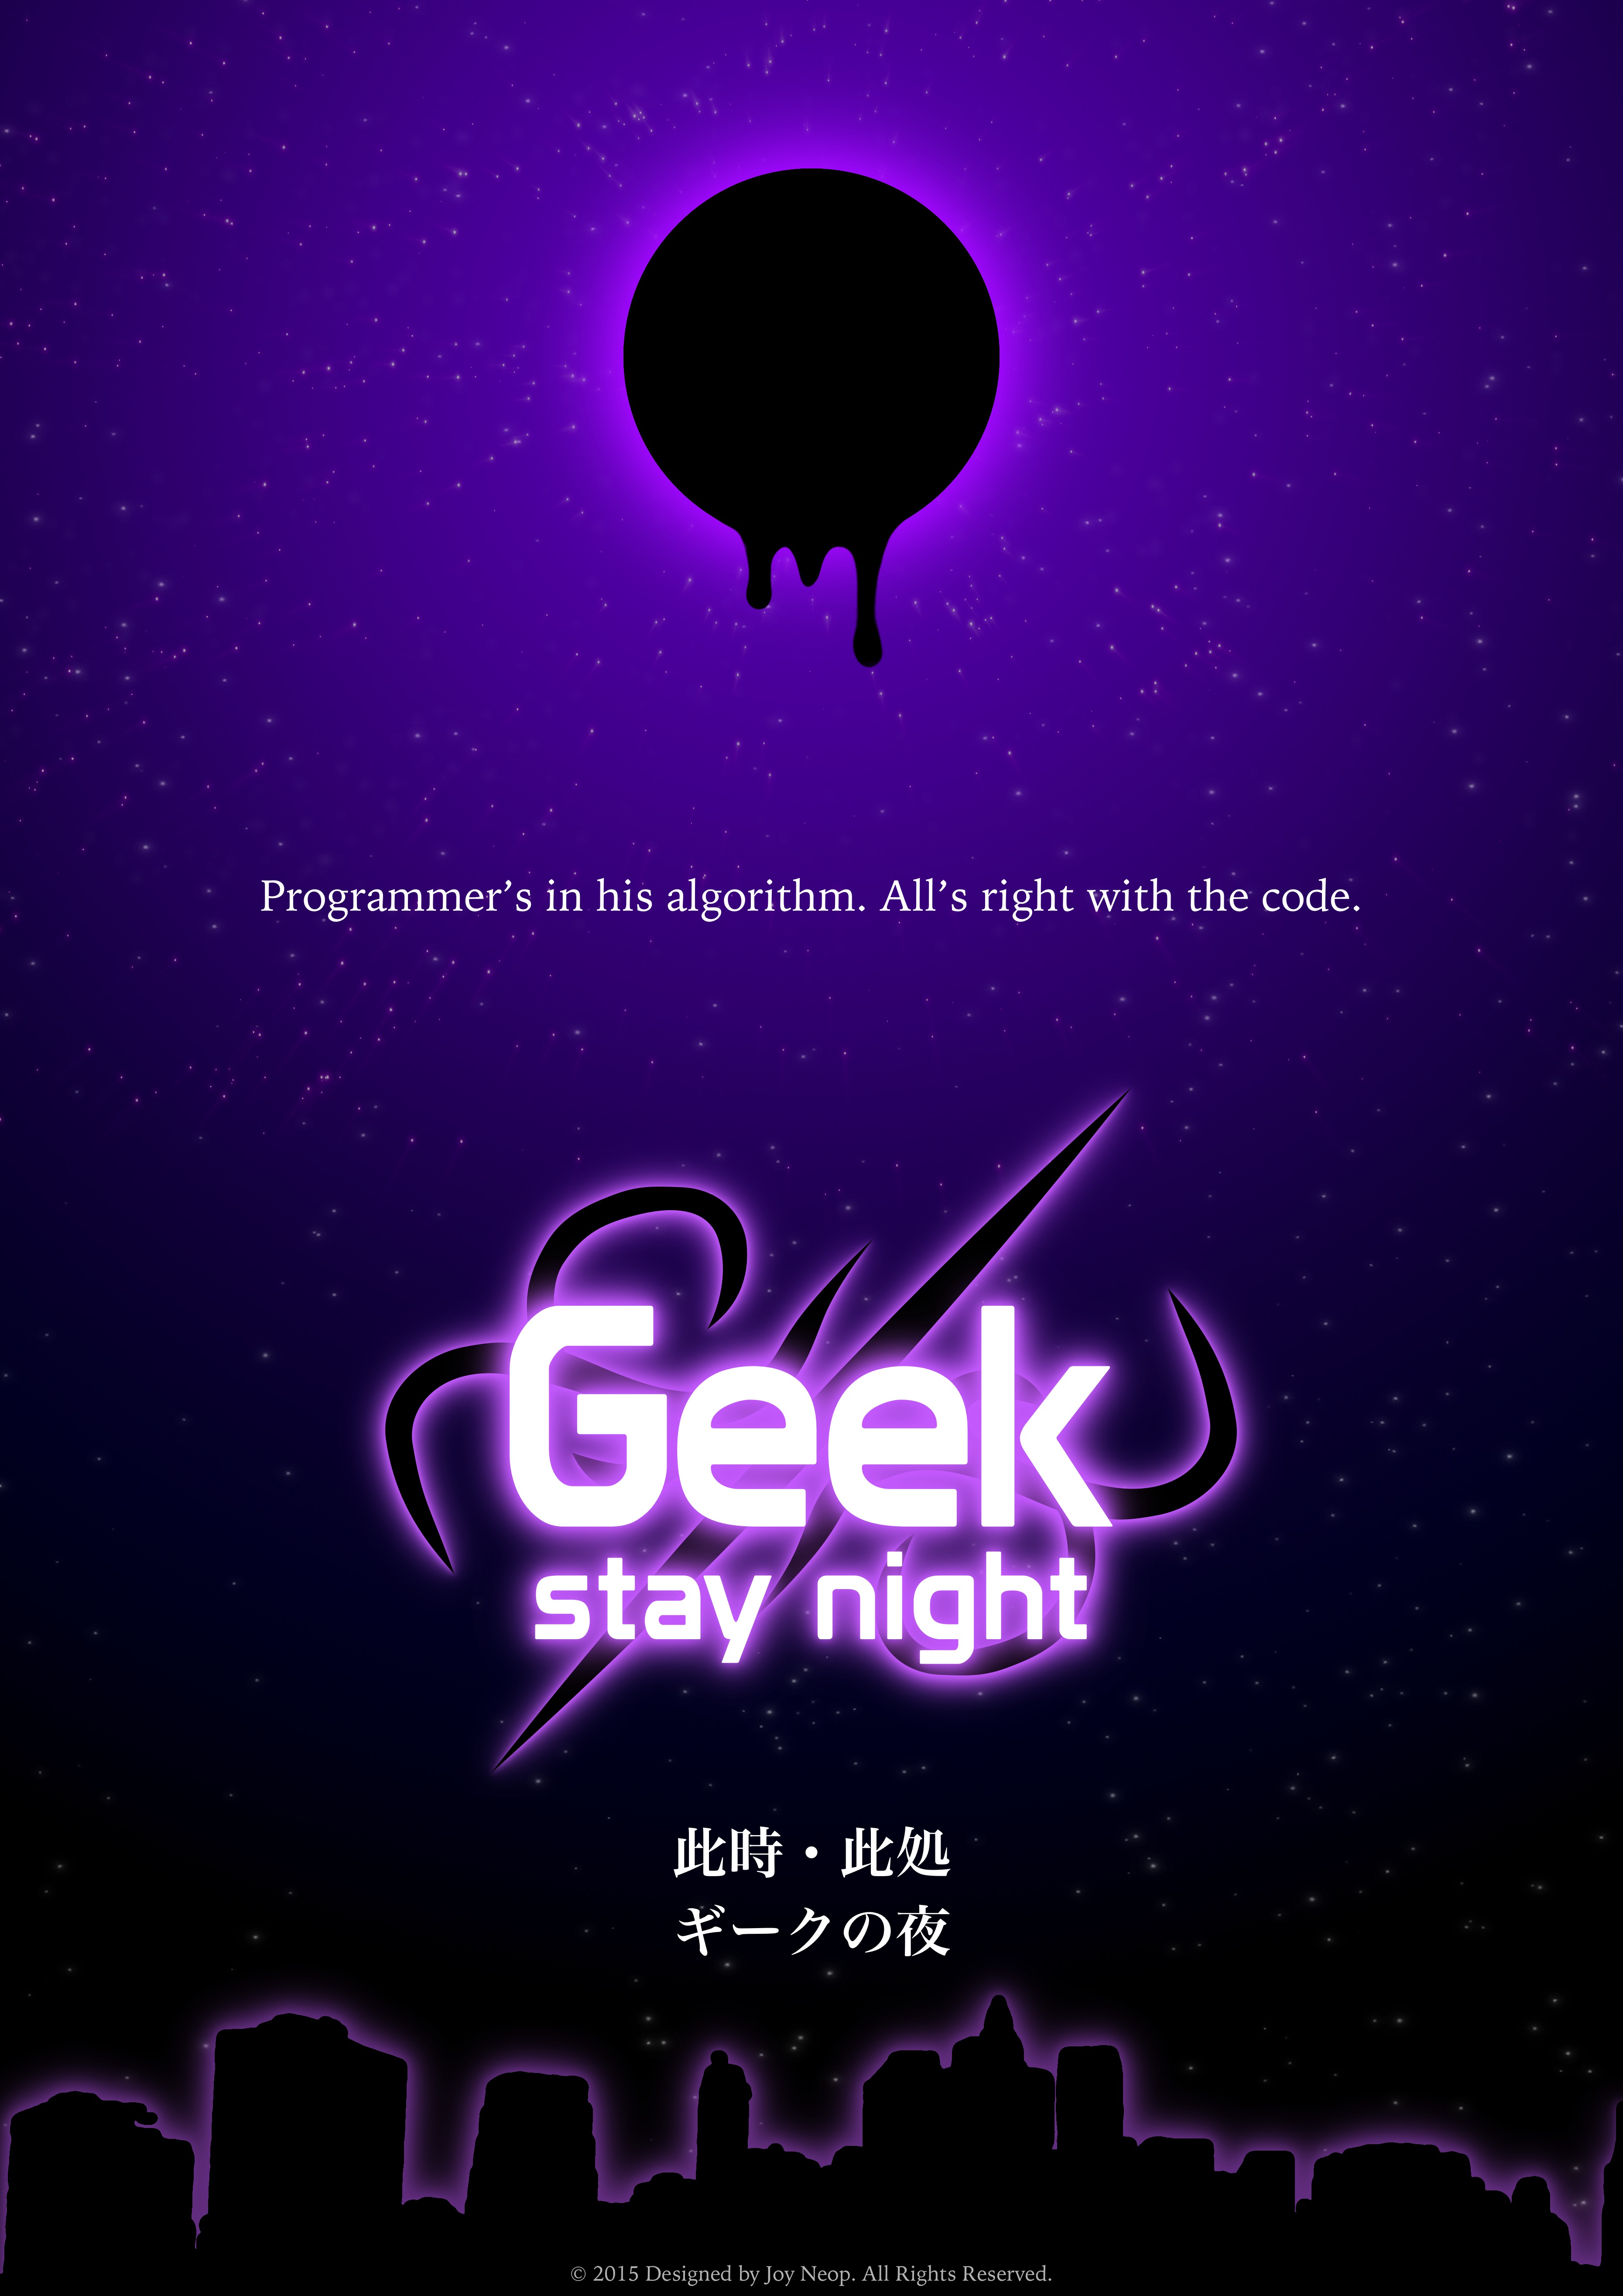 Programmer’s in his algorithm. All’s right with the code.
Geek
stay night
此時・此処
ギークの夜
© 2015 Designed by Joy Neop. All Rights Reserved.